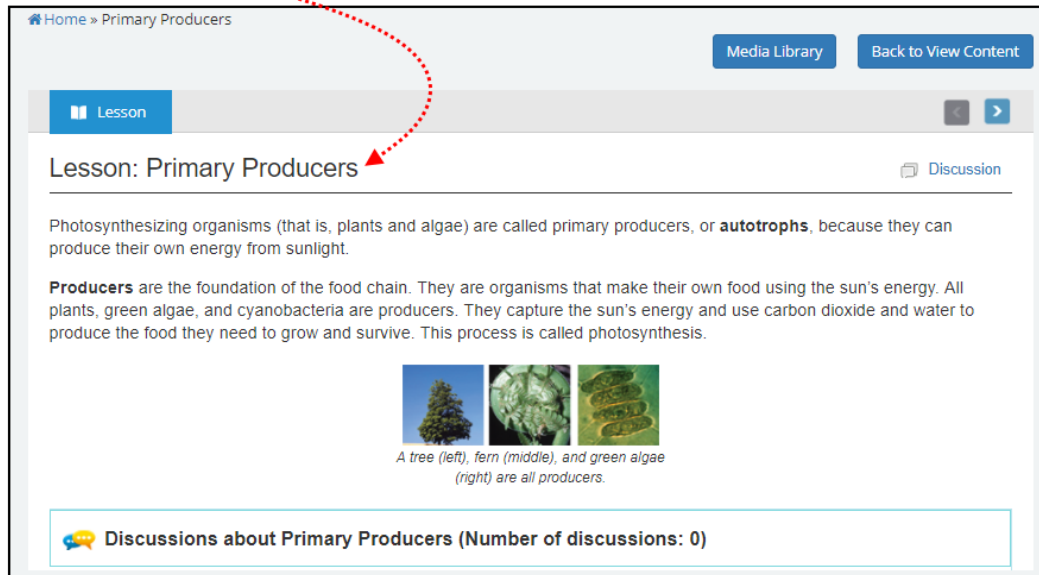 Home » Primary Producers
Media Library
Back to View Content
Lesson
Lesson: Primary Producers
Discussion
Photosynthesizing organisms (that is, plants and algae) are called primary producers, or autotrophs, because they can
produce their own energy from sunlight.
Producers are the foundation of the food chain. They are organisms that make their own food using the sun’s energy. All
plants, green algae, and cyanobacteria are producers. They capture the sun’s energy and use carbon dioxide and water to
produce the food they need to grow and survive. This process is called photosynthesis.
A tree (left), fern (middle), and green algae
(right) are all producers.
Discussions about Primary Producers (Number of discussions: 0)